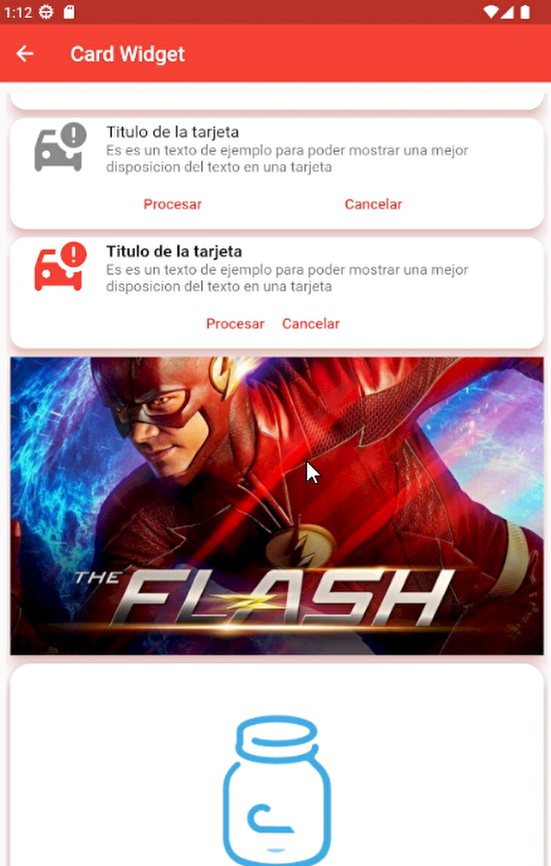 1:12
Card Widget
Titulo de la tarjeta
Es es un texto de ejemplo para poder mostrar una mejor
disposicion del texto en una tarjeta
Procesar Cancelar
Titulo de la tarjeta
Es es un texto de ejemplo para poder mostrar una mejor
disposicion del texto en una tarjeta
Procesar Cancelar
THE FLASH